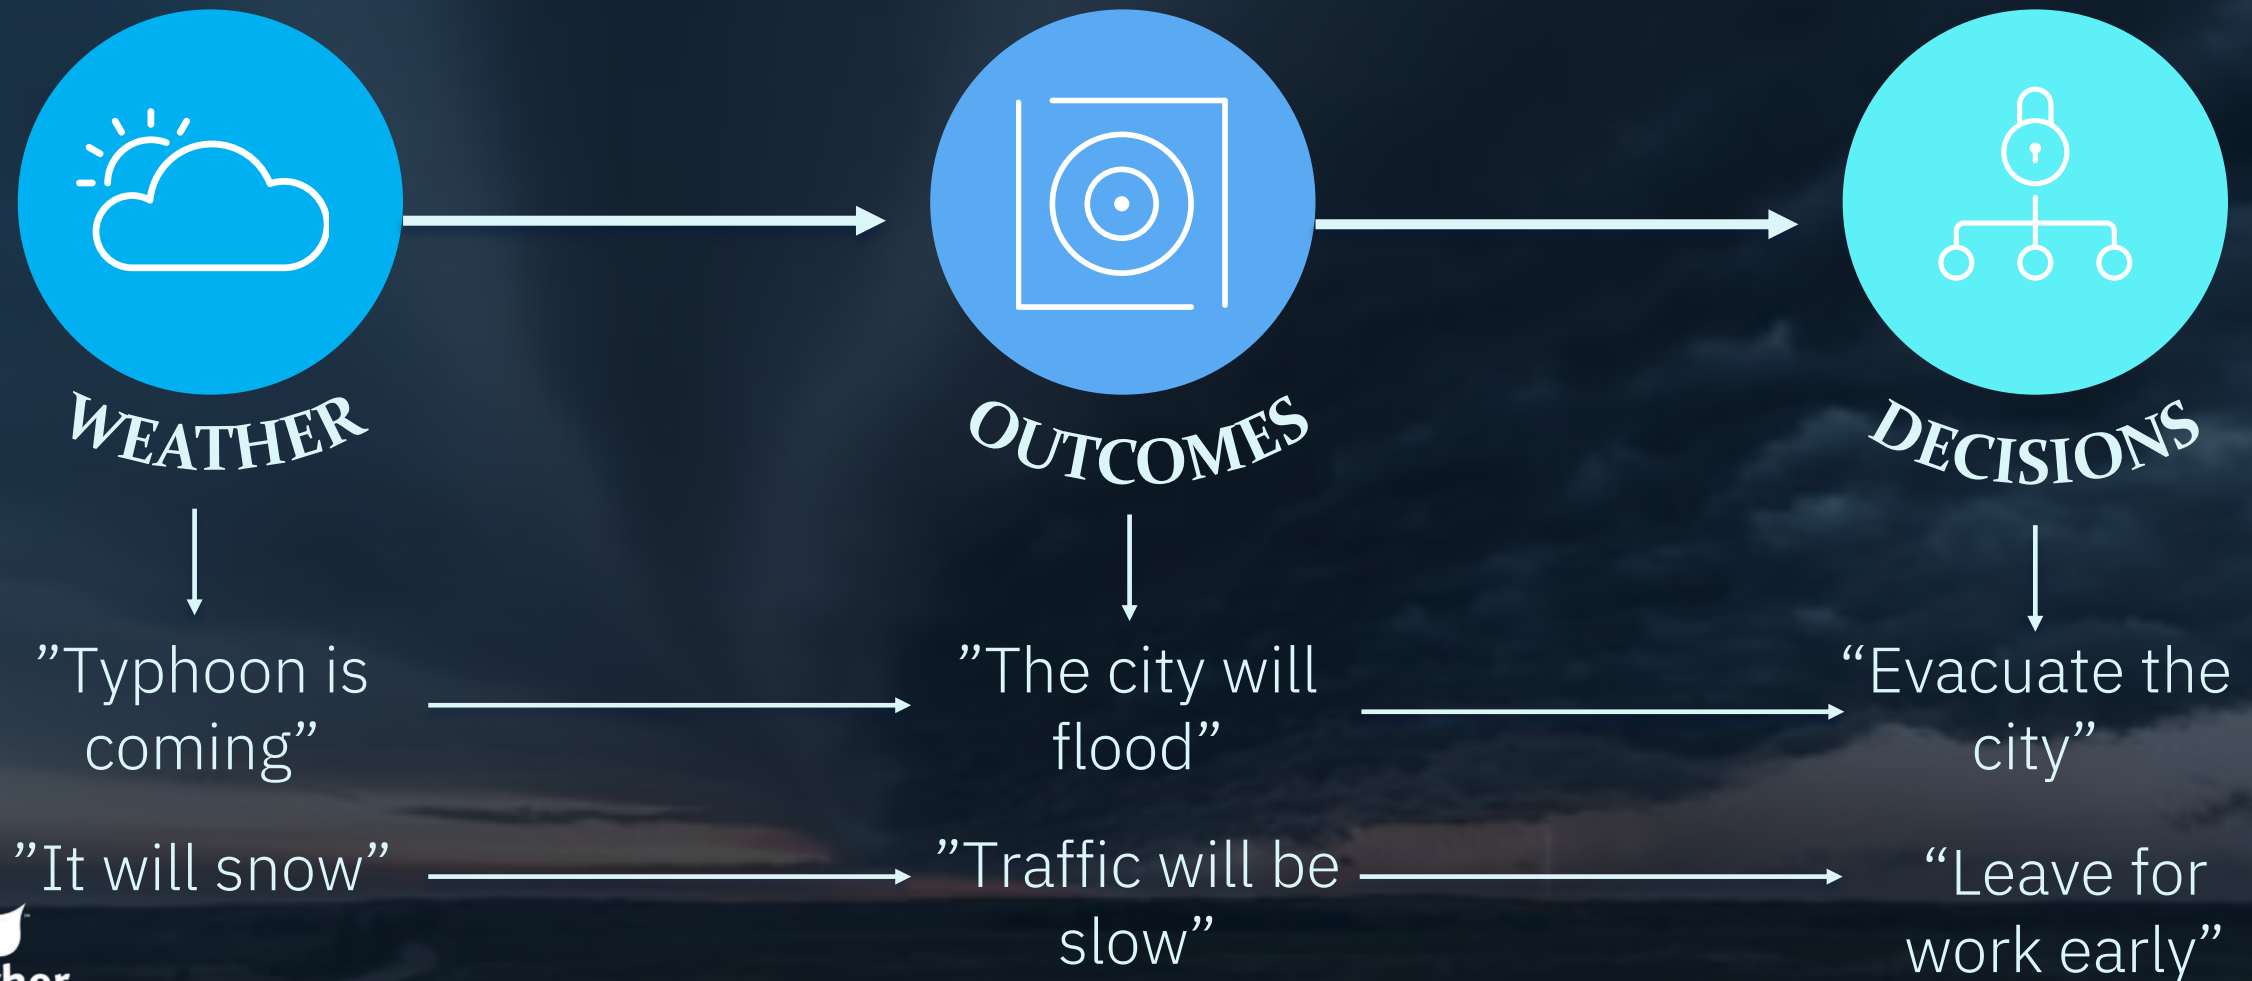 WEATHER
OUTCOMES
DECISIONS
”Typhoon is
coming”
”The city will
flood”
“Evacuate the
city”
”It will snow”
”Traffic will be
slow”
“Leave for
work early”